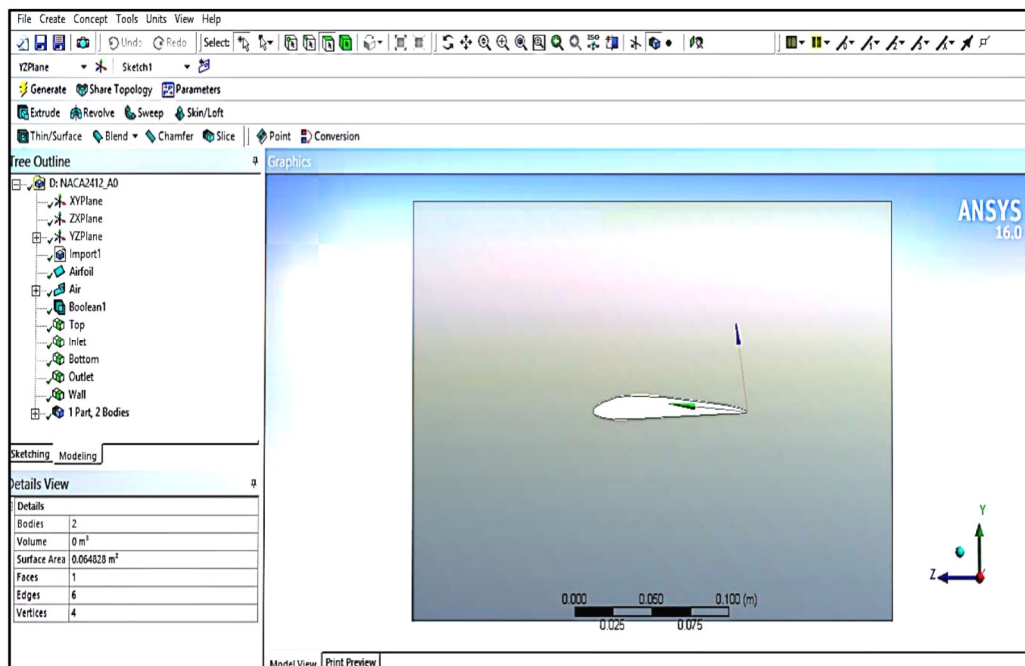 File Create Concept Tools Units View Help
Undo Redo Select:
YZPlane Sketch1
Generate Share Topology Parameters
Extrude Revolve Sweep Skin/Loft
Thin/Surface Blend Chamfer Slice Point Conversion
Tree Outline
D: NACA2412_A0
XYPlane
ZXPlane
YZPlane
Import1
Airfoil
Air
Boolean1
Top
Inlet
Bottom
Outlet
Wall
1 Part, 2 Bodies
Sketching Modeling
Details View
Details
Bodies 2
Volume 0 m³
Surface Area 0.064828 m²
Faces 1
Edges 6
Vertices 4
Graphics
ANSYS
16.0
Y
Z
0.000 0.050 0.100 (m)
0.025 0.075
Model View Print Preview